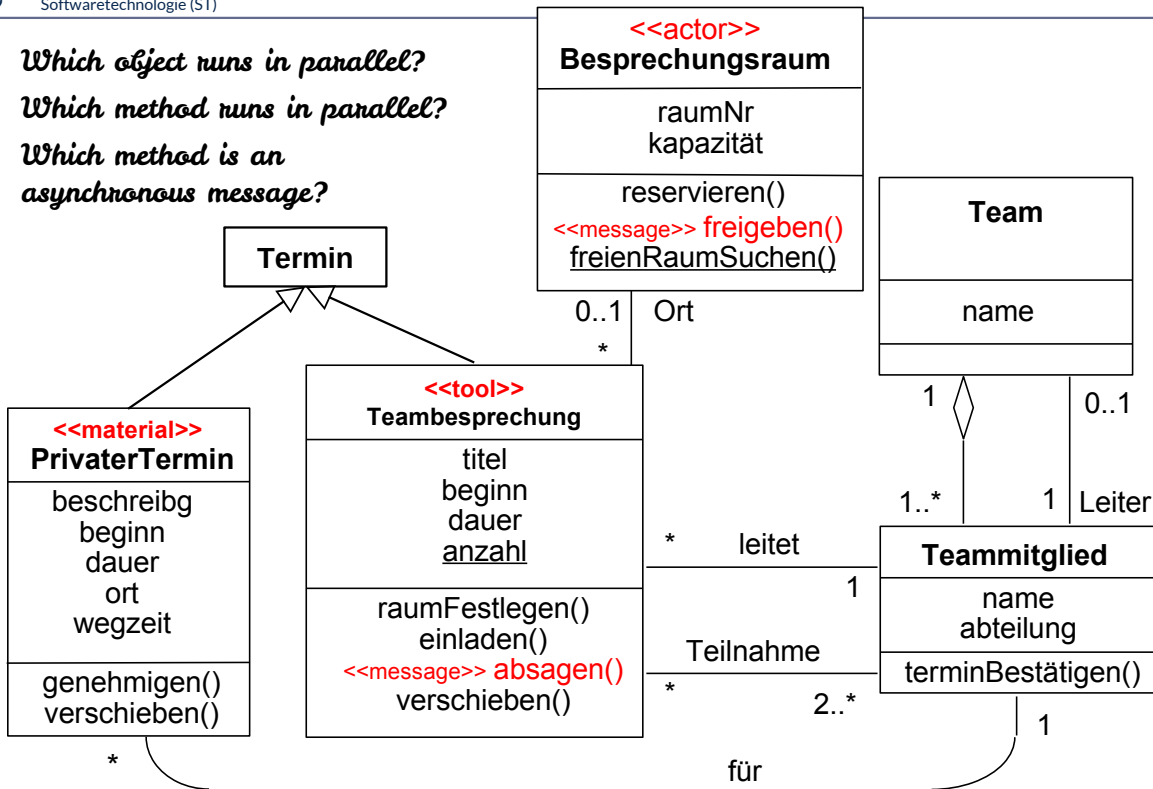 Softwaretechnologie (ST)
Which object runs in parallel?
Which method runs in parallel?
Which method is an
asynchronous message?
<<actor>>
Besprechungsraum
raumNr
kapazität
reservieren()
<<message>> freigeben()
freienRaumSuchen()
Team
name
Termin
0..1 Ort
*
<<tool>>
Teambesprechung
titel
beginn
dauer
anzahl
raumFestlegen()
einladen()
<<message>> absagen()
verschieben()
<<material>>
PrivaterTermin
beschreibg
beginn
dauer
ort
wegzeit
genehmigen()
verschieben()
1
0..1
1..*
1 Leiter
* leitet
1
Teammitglied
name
abteilung
terminBestätigen()
Teilnahme
*
2..*
1
*
für